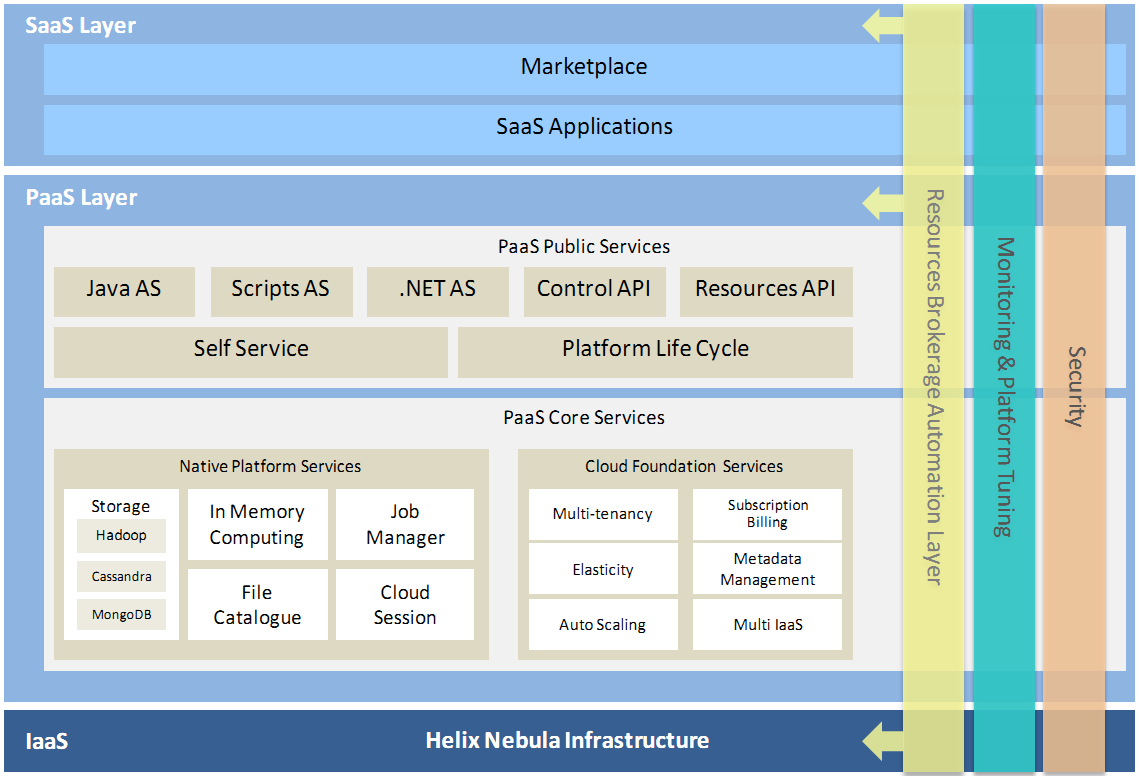 SaaS Layer
Marketplace
SaaS Applications
PaaS Layer
PaaS Public Services
Java AS
Scripts AS
.NET AS
Control API
Resources API
Self Service
Platform Life Cycle
PaaS Core Services
Native Platform Services
Storage
Hadoop
Cassandra
MongoDB
In Memory
Computing
Job
Manager
File
Catalogue
Cloud
Session
Cloud Foundation Services
Multi-tenancy
Subscription
Billing
Elasticity
Metadata
Management
Auto Scaling
Multi IaaS
IaaS
Helix Nebula Infrastructure
Resources Brokerage Automation Layer
Monitoring & Platform Tuning
Security